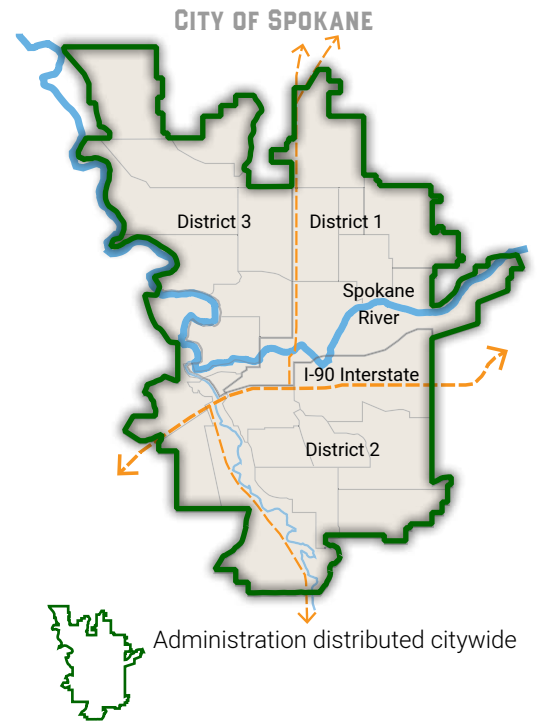 City of Spokane
District 3
District 1
Spokane
River
I-90 Interstate
District 2
Administration distributed citywide